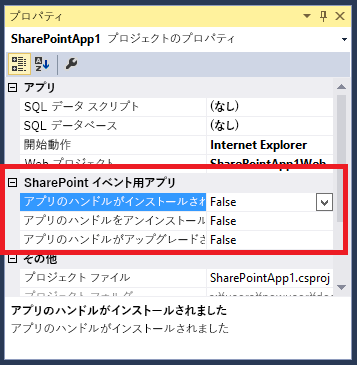 プロパティ
SharePointApp1 プロジェクトのプロパティ
アプリ
SQL データ スクリプト (なし)
SQL データベース (なし)
開始動作 Internet Explorer
Web プロジェクト SharePointApp1Web
SharePoint イベント用アプリ
アプリのハンドルがインストールされ False
アプリのハンドルをアンインストール False
アプリのハンドルがアップグレードさ False
その他
プロジェクト ファイル SharePointApp1.csproj
プロジェクト フォルダー
アプリのハンドルがインストールされました
アプリのハンドルがインストールされました